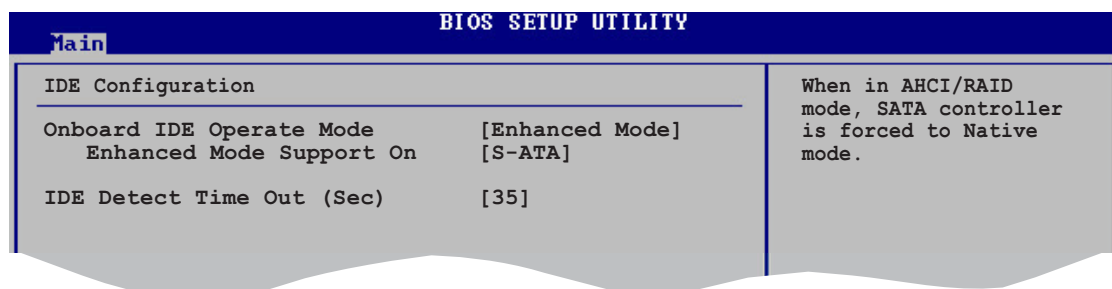 BIOS SETUP UTILITY
Main
IDE Configuration
Onboard IDE Operate Mode [Enhanced Mode]
Enhanced Mode Support On [S-ATA]
IDE Detect Time Out (Sec) [35]
When in AHCI/RAID
mode, SATA controller
is forced to Native
mode.